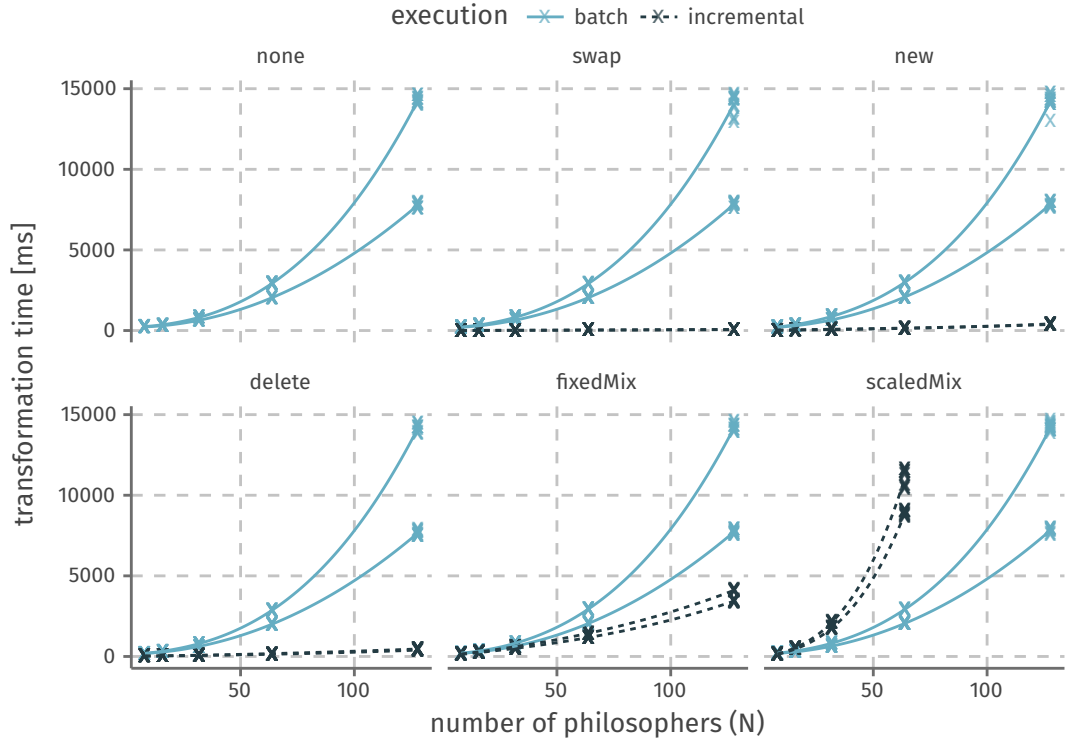 execution batch incremental
none swap new
15000
10000
5000
0
transformation time [ms]
delete fixedMix scaledMix
15000
10000
5000
0
50 100 50 100 50 100
number of philosophers (N)